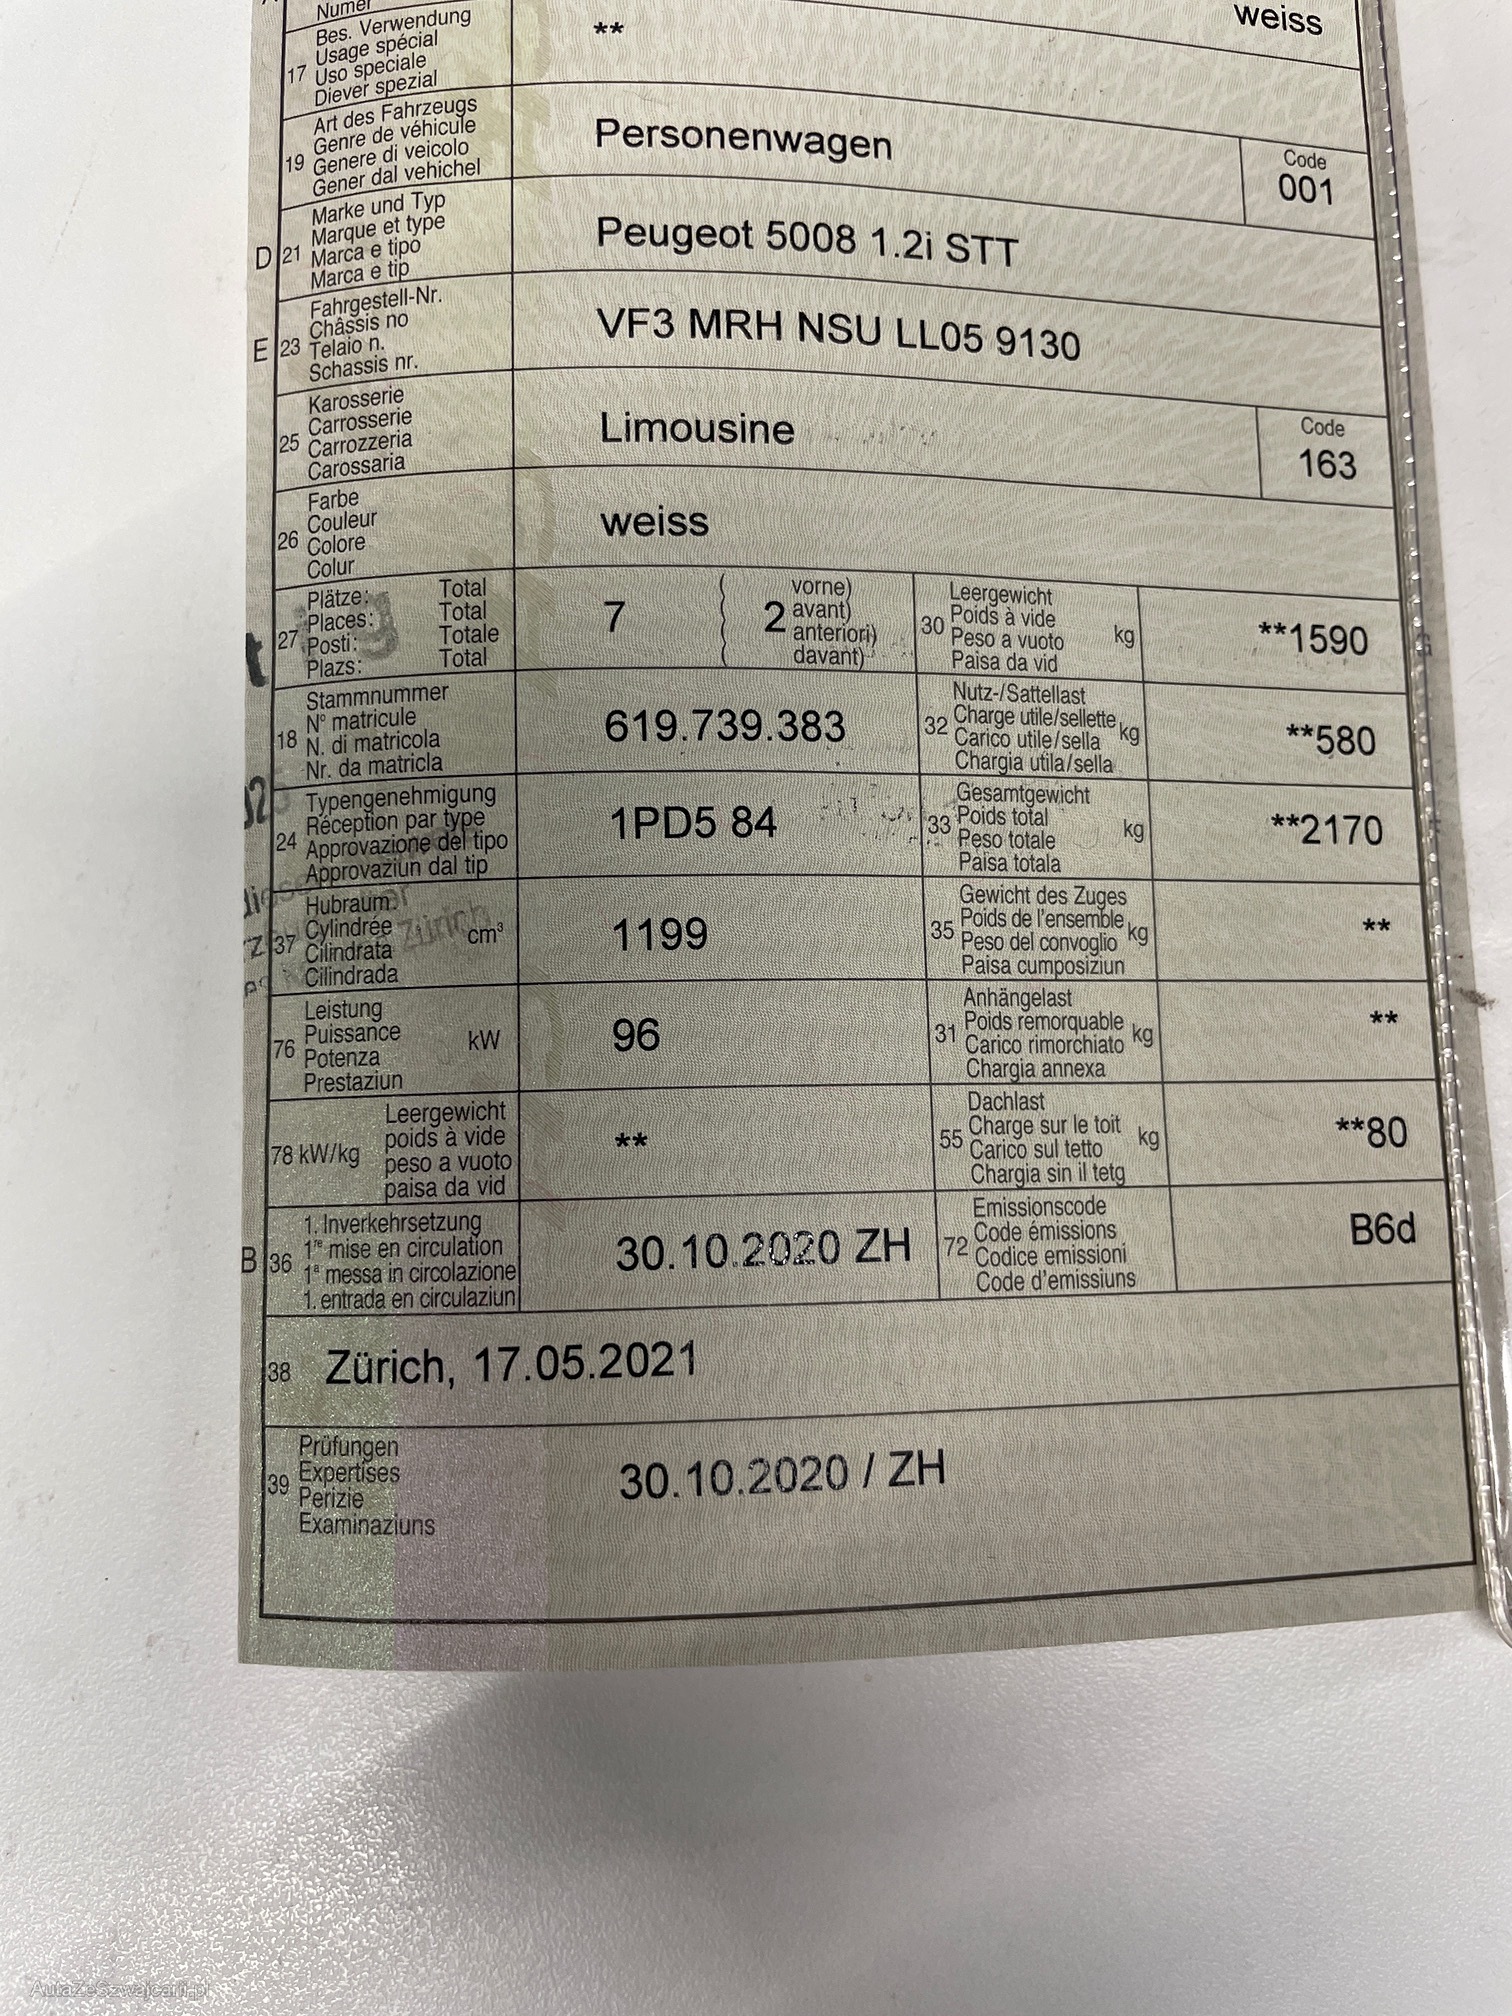 Numer
weiss
17 Bes. Verwendung
Usage spécial
Uso speciale
Diever spezial
**
19 Art des Fahrzeugs
Genre de véhicule
Genere di veicolo
Gener dal vehichel
Personenwagen
Code
001
D 21 Marke und Typ
Marque et type
Marca e tipo
Marca e tip
Peugeot 5008 1.2i STT
E 23 Fahrgestell-Nr.
Châssis no
Telaio n.
Schassis nr.
VF3 MRH NSU LL05 9130
25 Karosserie
Carrosserie
Carrozzeria
Carossaria
Limousine
Code
163
26 Farbe
Couleur
Colore
Colur
weiss
27 Plätze: Total
Places: Total
Posti: Totale
Plazs: Total
7 ( 2 vorne)
avant)
anteriori)
davant)
30 Leergewicht
Poids à vide
Peso a vuoto
Paisa da vid
kg
**1590
18 Stammnummer
N° matricule
N. di matricola
Nr. da matricla
619.739.383
32 Nutz-/Sattellast
Charge utile/sellette
Carico utile/sella
Chargia utila/sella
kg
**580
24 Typengenehmigung
Réception par type
Approvazione del tipo
Approvaziun dal tip
1PD5 84
33 Gesamtgewicht
Poids total
Peso totale
Paisa totala
kg
**2170
37 Hubraum
Cylindrée
Cilindrata
Cilindrada
cm³
Zürich
1199
35 Gewicht des Zuges
Poids de l'ensemble
Peso del convoglio
Paisa cumposiziun
kg
**
76 Leistung
Puissance
Potenza
Prestaziun
kW
96
31 Anhängelast
Poids remorquable
Carico rimorchiato
Chargia annexa
kg
**
78 kW/kg Leergewicht
poids à vide
peso a vuoto
paisa da vid
**
55 Dachlast
Charge sur le toit
Carico sul tetto
Chargia sin il tetg
kg
**80
B 36 1. Inverkehrsetzung
1re mise en circulation
1a messa in circolazione
1. entrada en circulaziun
30.10.2020 ZH
72 Emissionscode
Code émissions
Codice emissioni
Code d'emissiuns
B6d
38 Zürich, 17.05.2021
39 Prüfungen
Expertises
Perizie
Examinaziuns
30.10.2020 / ZH
AutaZeSzwajcarii.pl